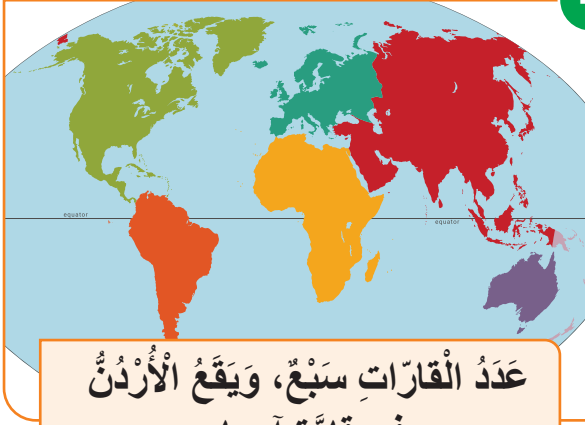 equator
equator
عَدَدُ الْقارّاتِ سَبْعٌ، وَيَقَعُ الْأُرْدُنُّ